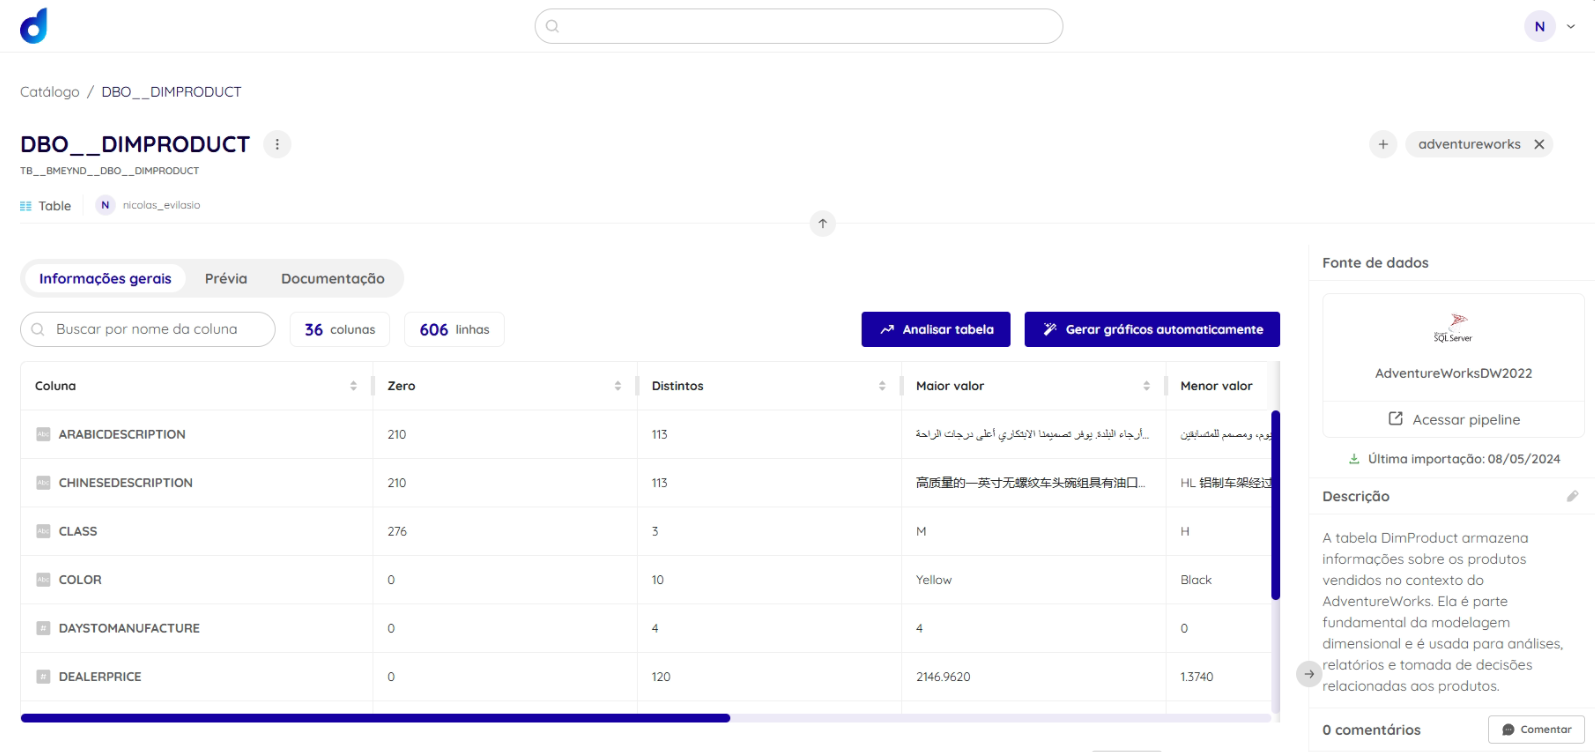 N
Catálogo / DBO__DIMPRODUCT
DBO__DIMPRODUCT
adventureworks
TB__BMEYND__DBO__DIMPRODUCT
Table N nicolas_evilasio
Informações gerais Prévia Documentação
Buscar por nome da coluna 36 colunas 606 linhas Analisar tabela Gerar gráficos automaticamente
Coluna Zero Distintos Maior valor Menor valor
ARABICDESCRIPTION 210 113 أرجاء البلدة. يوفر تصميمنا الابتكاري أعلى درجات الراحة... يوم، ومصمم للمتسابقين
CHINESEDESCRIPTION 210 113 高质量的一英寸无螺纹车头碗组具有油口... HL 铝制车架经过
CLASS 276 3 M H
COLOR 0 10 Yellow Black
DAYSTOMANUFACTURE 0 4 4 0
DEALERPRICE 0 120 2146.9620 1.3740
Fonte de dados
SQL Server
AdventureWorksDW2022
Acessar pipeline
Última importação: 08/05/2024
Descrição
A tabela DimProduct armazena
informações sobre os produtos
vendidos no contexto do
AdventureWorks. Ela é parte
fundamental da modelagem
dimensional e é usada para análises,
relatórios e tomada de decisões
relacionadas aos produtos.
0 comentários Comentar